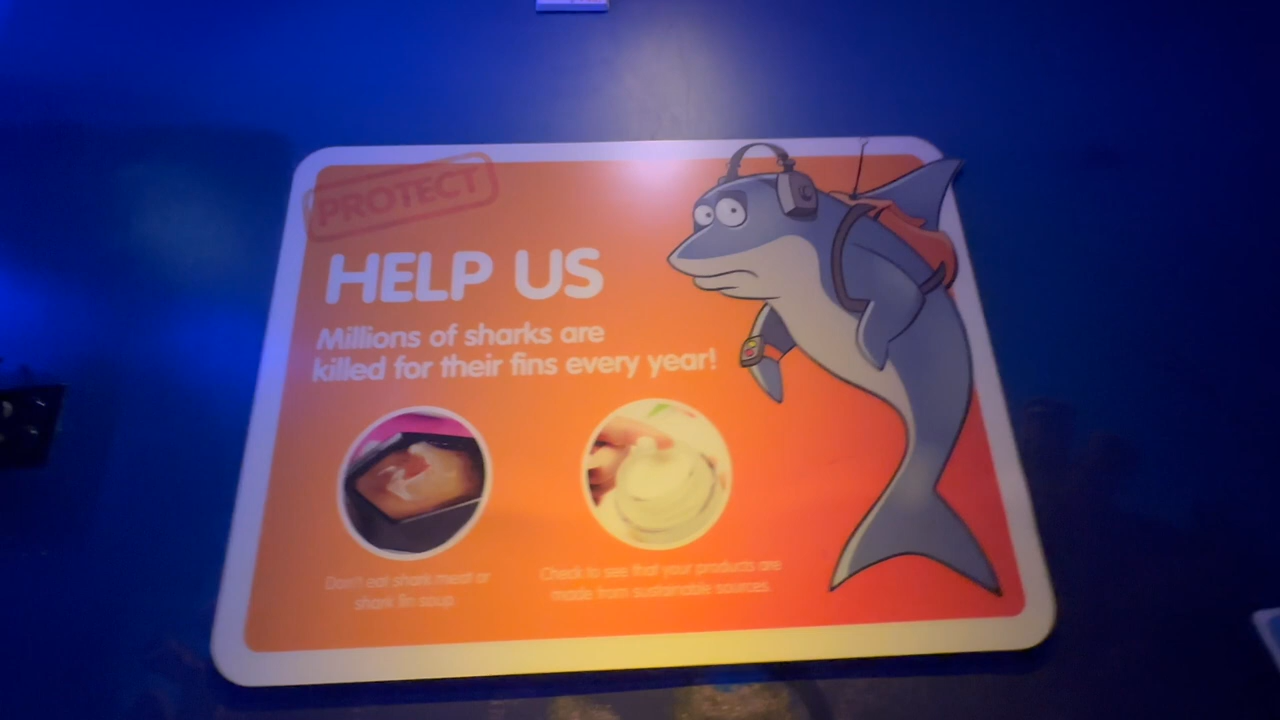 PROTECT
HELP US
Millions of sharks are
killed for their fins every year!
Don't eat shark meat or
shark fin soup.
Check to see that your products are
made from sustainable sources.